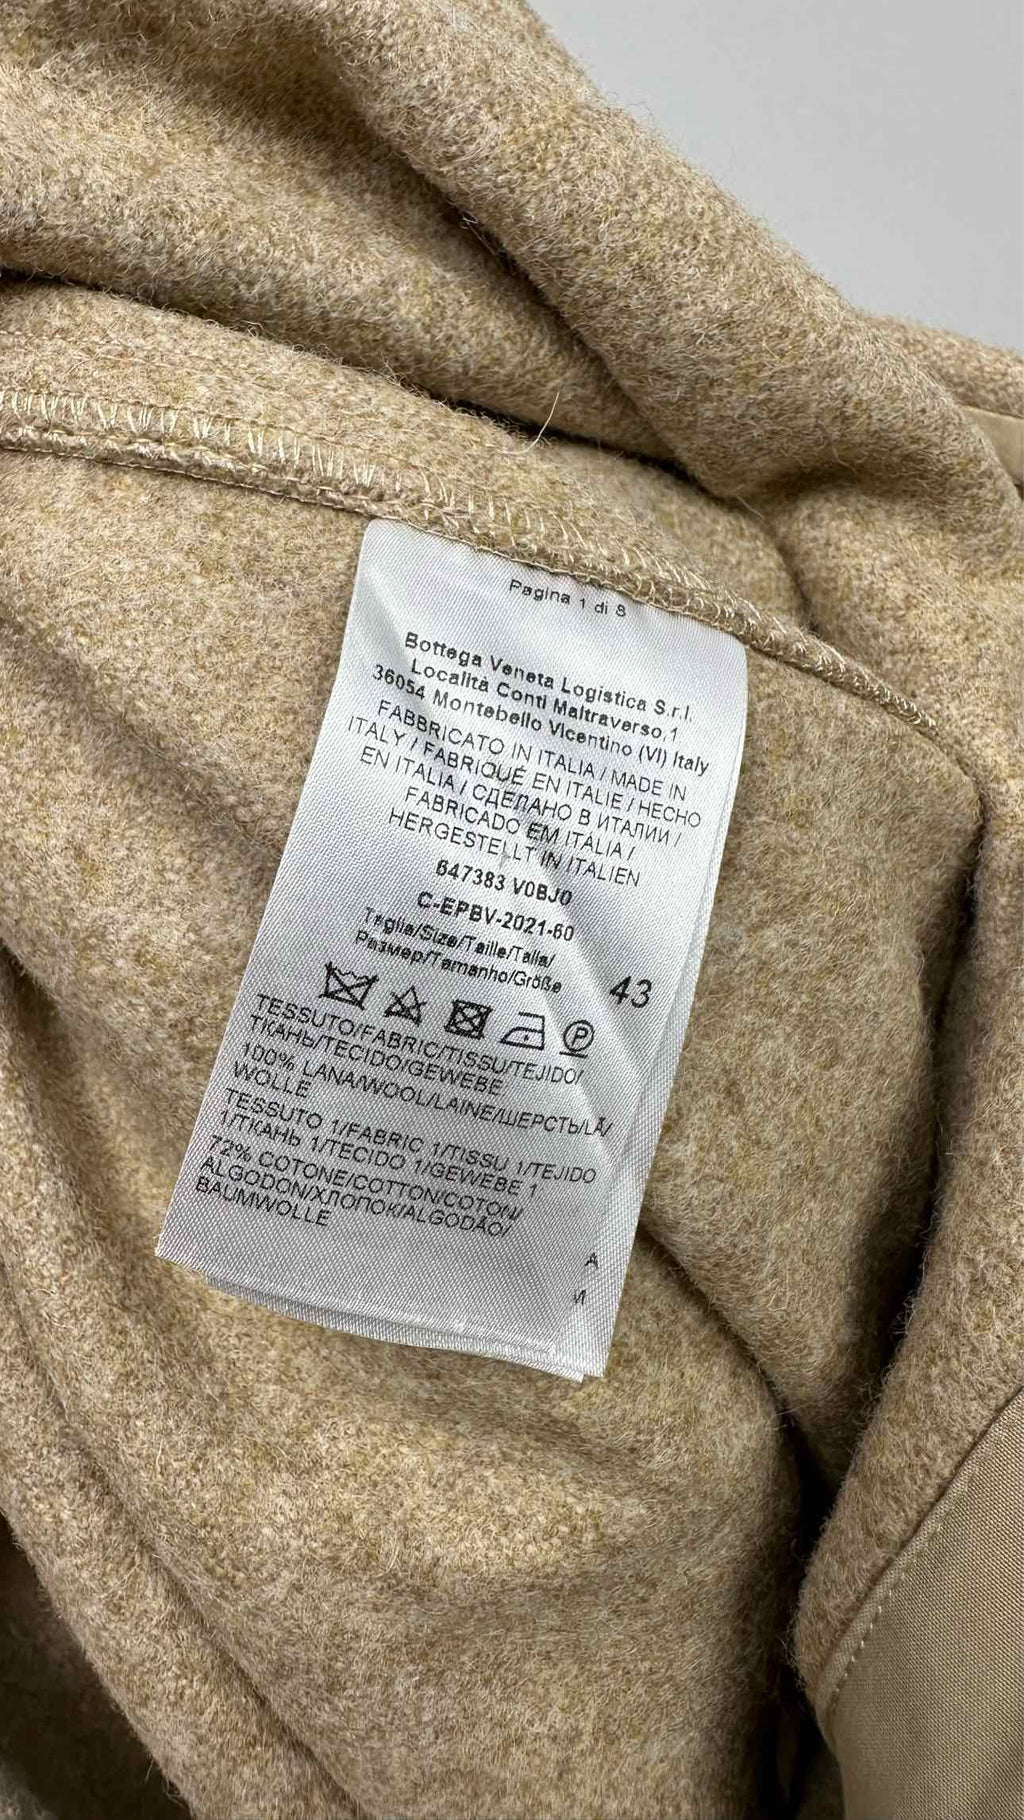 Pagina 1 di 8
Bottega Veneta Logistica S.r.l.
Località Conti Maltraverso,1
36054 Montebello Vicentino (VI) Italy
FABBRICATO IN ITALIA / MADE IN
ITALY / FABRIQUÉ EN ITALIE / HECHO
EN ITALIA / СДЕЛАНО В ИТАЛИИ /
FABRICADO EM ITALIA /
HERGESTELLT IN ITALIEN
647383 V0BJ0
C-EPBV-2021-60
Taglia/Size/Taille/Talla/
Размер/Tamanho/Größe
43
P
TESSUTO/FABRIC/TISSU/TEJIDO/
ТКАНЬ/TECIDO/GEWEBE
100% LANA/WOOL/LAINE/ШЕРСТЬ/LÃ/
WOLLE
TESSUTO 1/FABRIC 1/TISSU 1/TEJIDO
1/ТКАНЬ 1/TECIDO 1/GEWEBE 1
72% COTONE/COTTON/COTON/
ALGODON/ХЛОПОК/ALGODÃO/
BAUMWOLLE
A